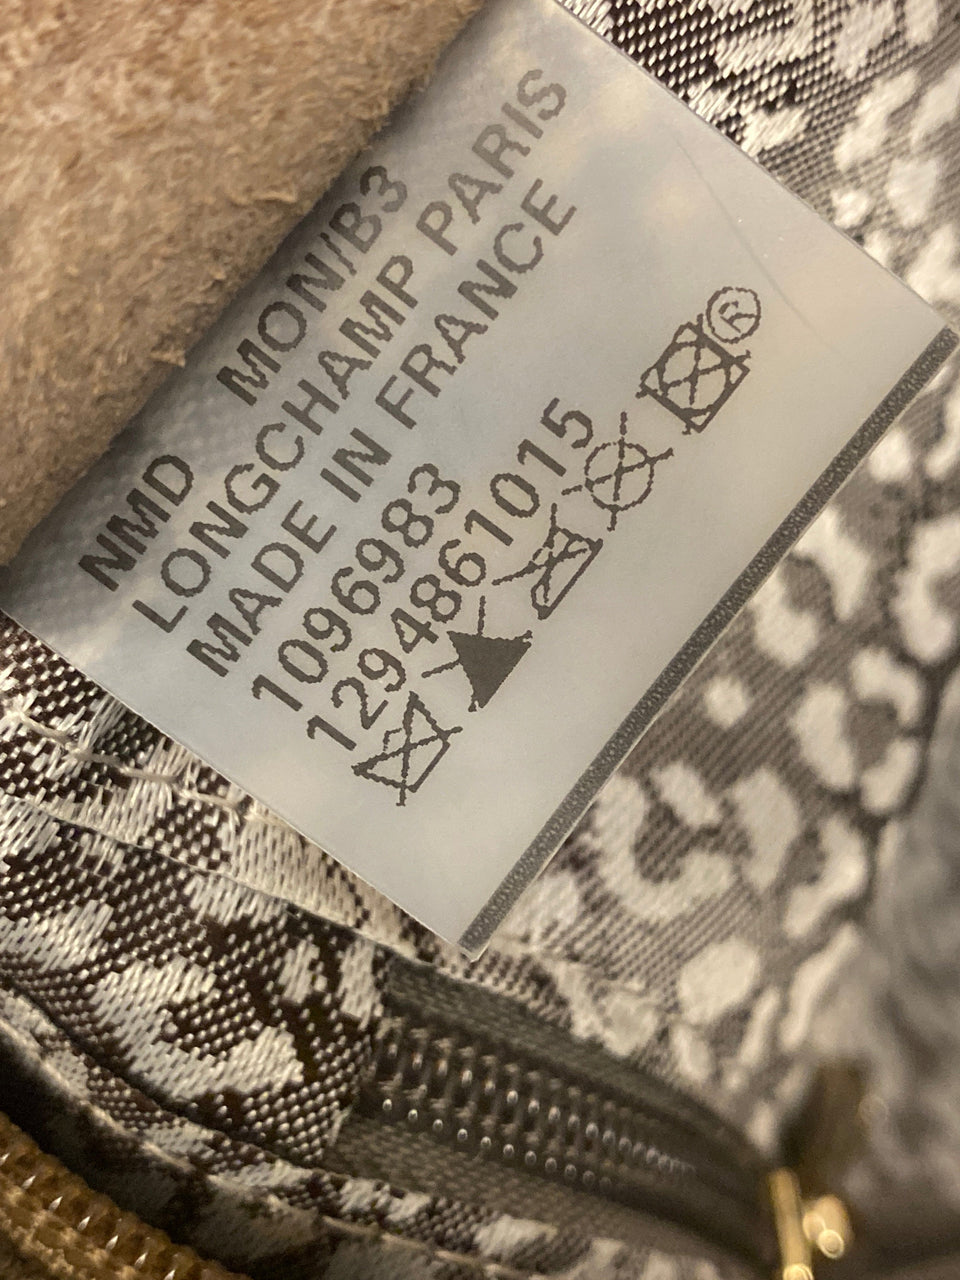 NMD MON/B3
LONGCHAMP PARIS
MADE IN FRANCE
1096983
1294861015
®